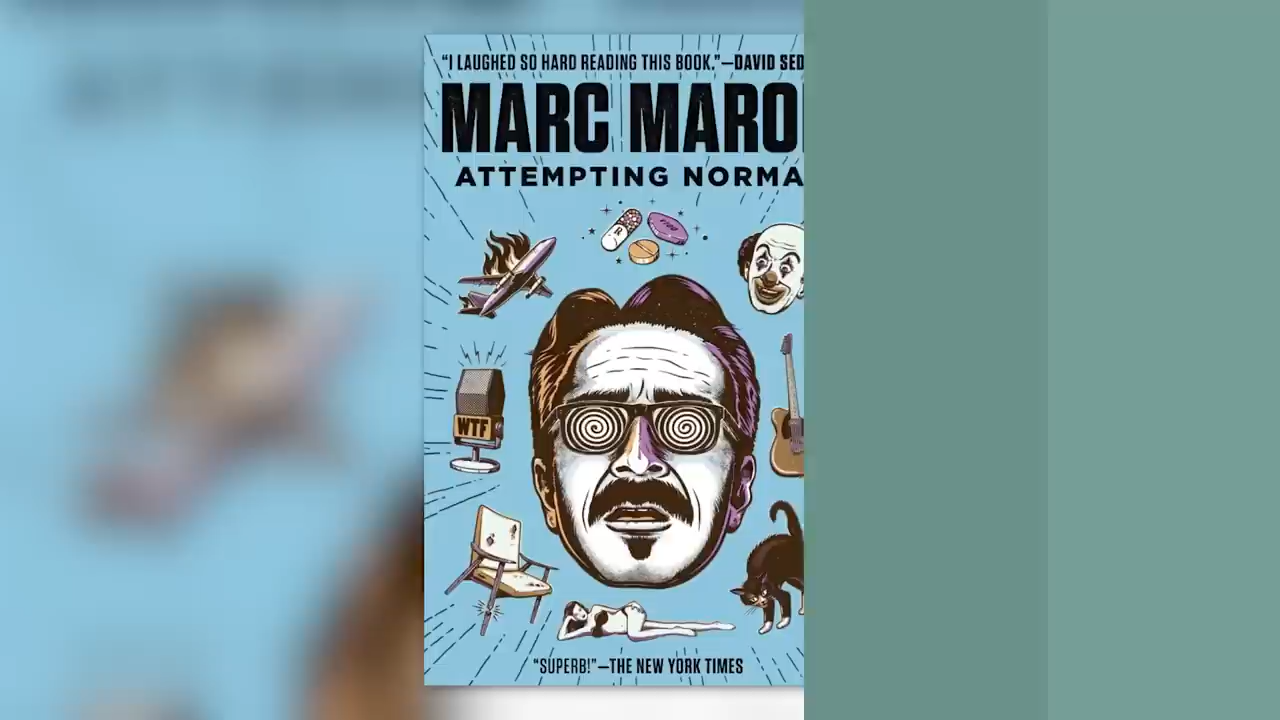 “I LAUGHED SO HARD READING THIS BOOK.”—DAVID SED
MARC MARO
ATTEMPTING NORMA
WTF
“SUPERB!”—THE NEW YORK TIMES